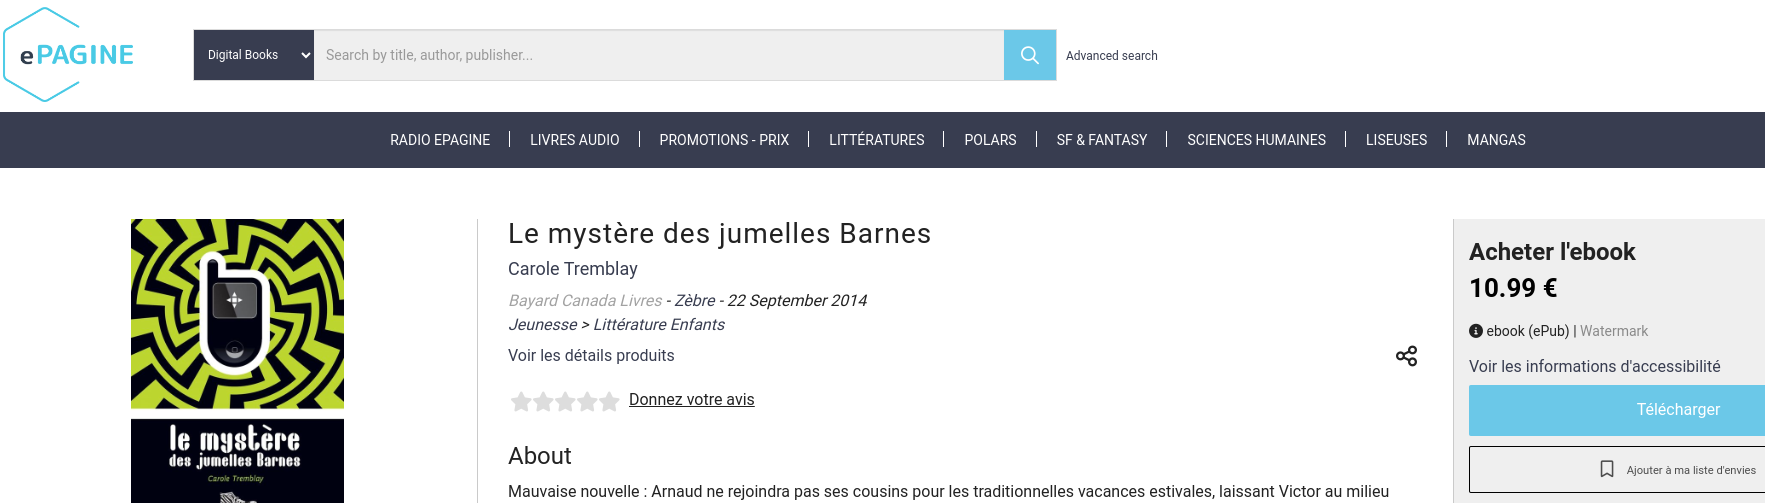 ePAGINE
Digital Books
Search by title, author, publisher...
Advanced search
RADIO EPAGINE
LIVRES AUDIO
PROMOTIONS - PRIX
LITTÉRATURES
POLARS
SF & FANTASY
SCIENCES HUMAINES
LISEUSES
MANGAS
le mystère
des jumelles Barnes
Carole Tremblay
Le mystère des jumelles Barnes
Carole Tremblay
Bayard Canada Livres - Zèbre - 22 September 2014
Jeunesse > Littérature Enfants
Voir les détails produits
Donnez votre avis
About
Mauvaise nouvelle : Arnaud ne rejoindra pas ses cousins pour les traditionnelles vacances estivales, laissant Victor au milieu
Acheter l'ebook
10.99 €
ebook (ePub) | Watermark
Voir les informations d'accessibilité
Télécharger
Ajouter à ma liste d'envies